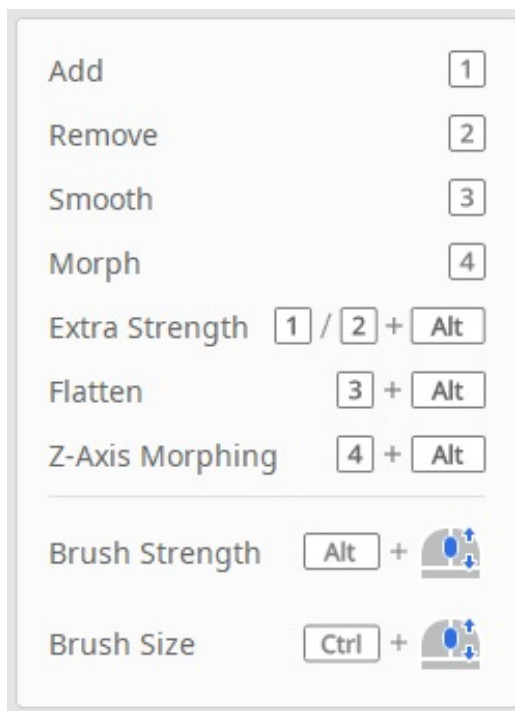 Add 1
Remove 2
Smooth 3
Morph 4
Extra Strength 1 / 2 + Alt
Flatten 3 + Alt
Z-Axis Morphing 4 + Alt
Brush Strength Alt +
Brush Size Ctrl +